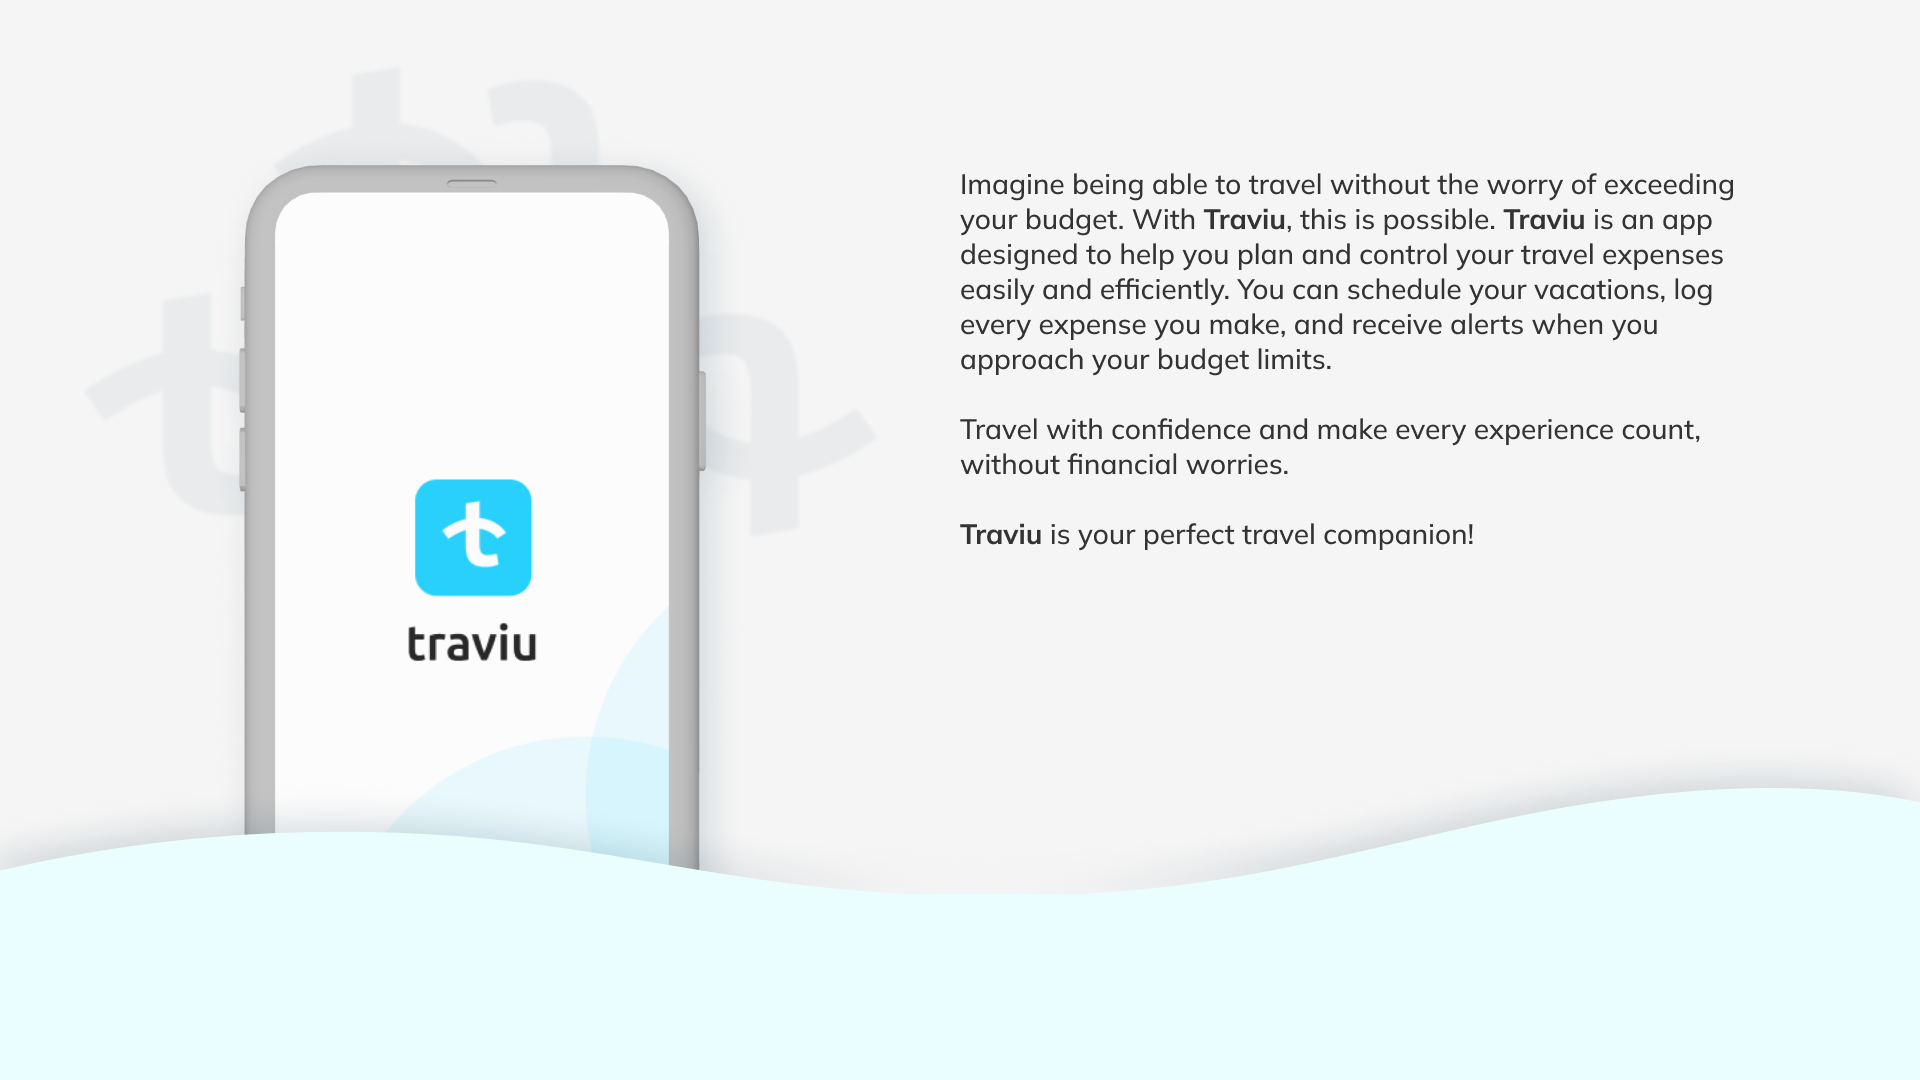 t
traviu
Imagine being able to travel without the worry of exceeding
your budget. With Traviu, this is possible. Traviu is an app
designed to help you plan and control your travel expenses
easily and efficiently. You can schedule your vacations, log
every expense you make, and receive alerts when you
approach your budget limits.
Travel with confidence and make every experience count,
without financial worries.
Traviu is your perfect travel companion!